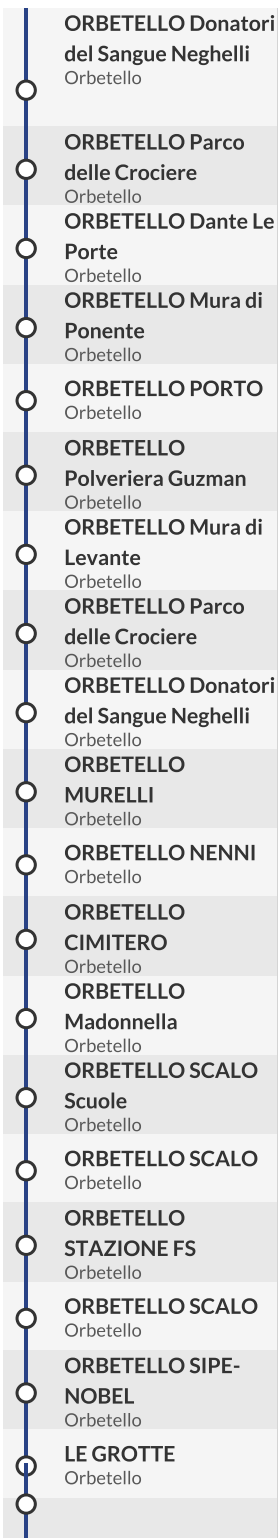 ORBETELLO Donatori
del Sangue Neghelli
Orbetello
ORBETELLO Parco
delle Crociere
Orbetello
ORBETELLO Dante Le
Porte
Orbetello
ORBETELLO Mura di
Ponente
Orbetello
ORBETELLO PORTO
Orbetello
ORBETELLO
Polveriera Guzman
Orbetello
ORBETELLO Mura di
Levante
Orbetello
ORBETELLO Parco
delle Crociere
Orbetello
ORBETELLO Donatori
del Sangue Neghelli
Orbetello
ORBETELLO
MURELLI
Orbetello
ORBETELLO NENNI
Orbetello
ORBETELLO
CIMITERO
Orbetello
ORBETELLO
Madonnella
Orbetello
ORBETELLO SCALO
Scuole
Orbetello
ORBETELLO SCALO
Orbetello
ORBETELLO
STAZIONE FS
Orbetello
ORBETELLO SCALO
Orbetello
ORBETELLO SIPE-
NOBEL
Orbetello
LE GROTTE
Orbetello